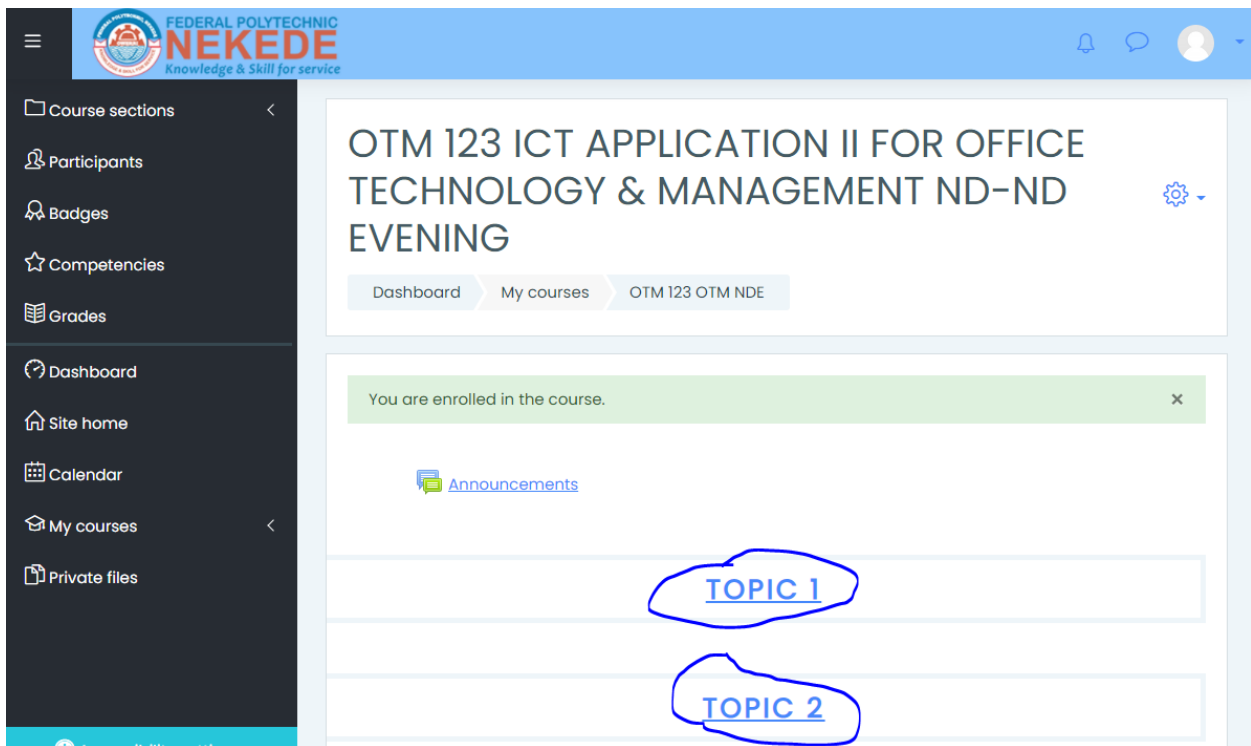 FEDERAL POLYTECHNIC
NEKEDE
Knowledge & Skill for service
Course sections
Participants
Badges
Competencies
Grades
Dashboard
Site home
Calendar
My courses
Private files
OTM 123 ICT APPLICATION II FOR OFFICE
TECHNOLOGY & MANAGEMENT ND-ND
EVENING
Dashboard My courses OTM 123 OTM NDE
You are enrolled in the course. ×
Announcements
TOPIC 1
TOPIC 2